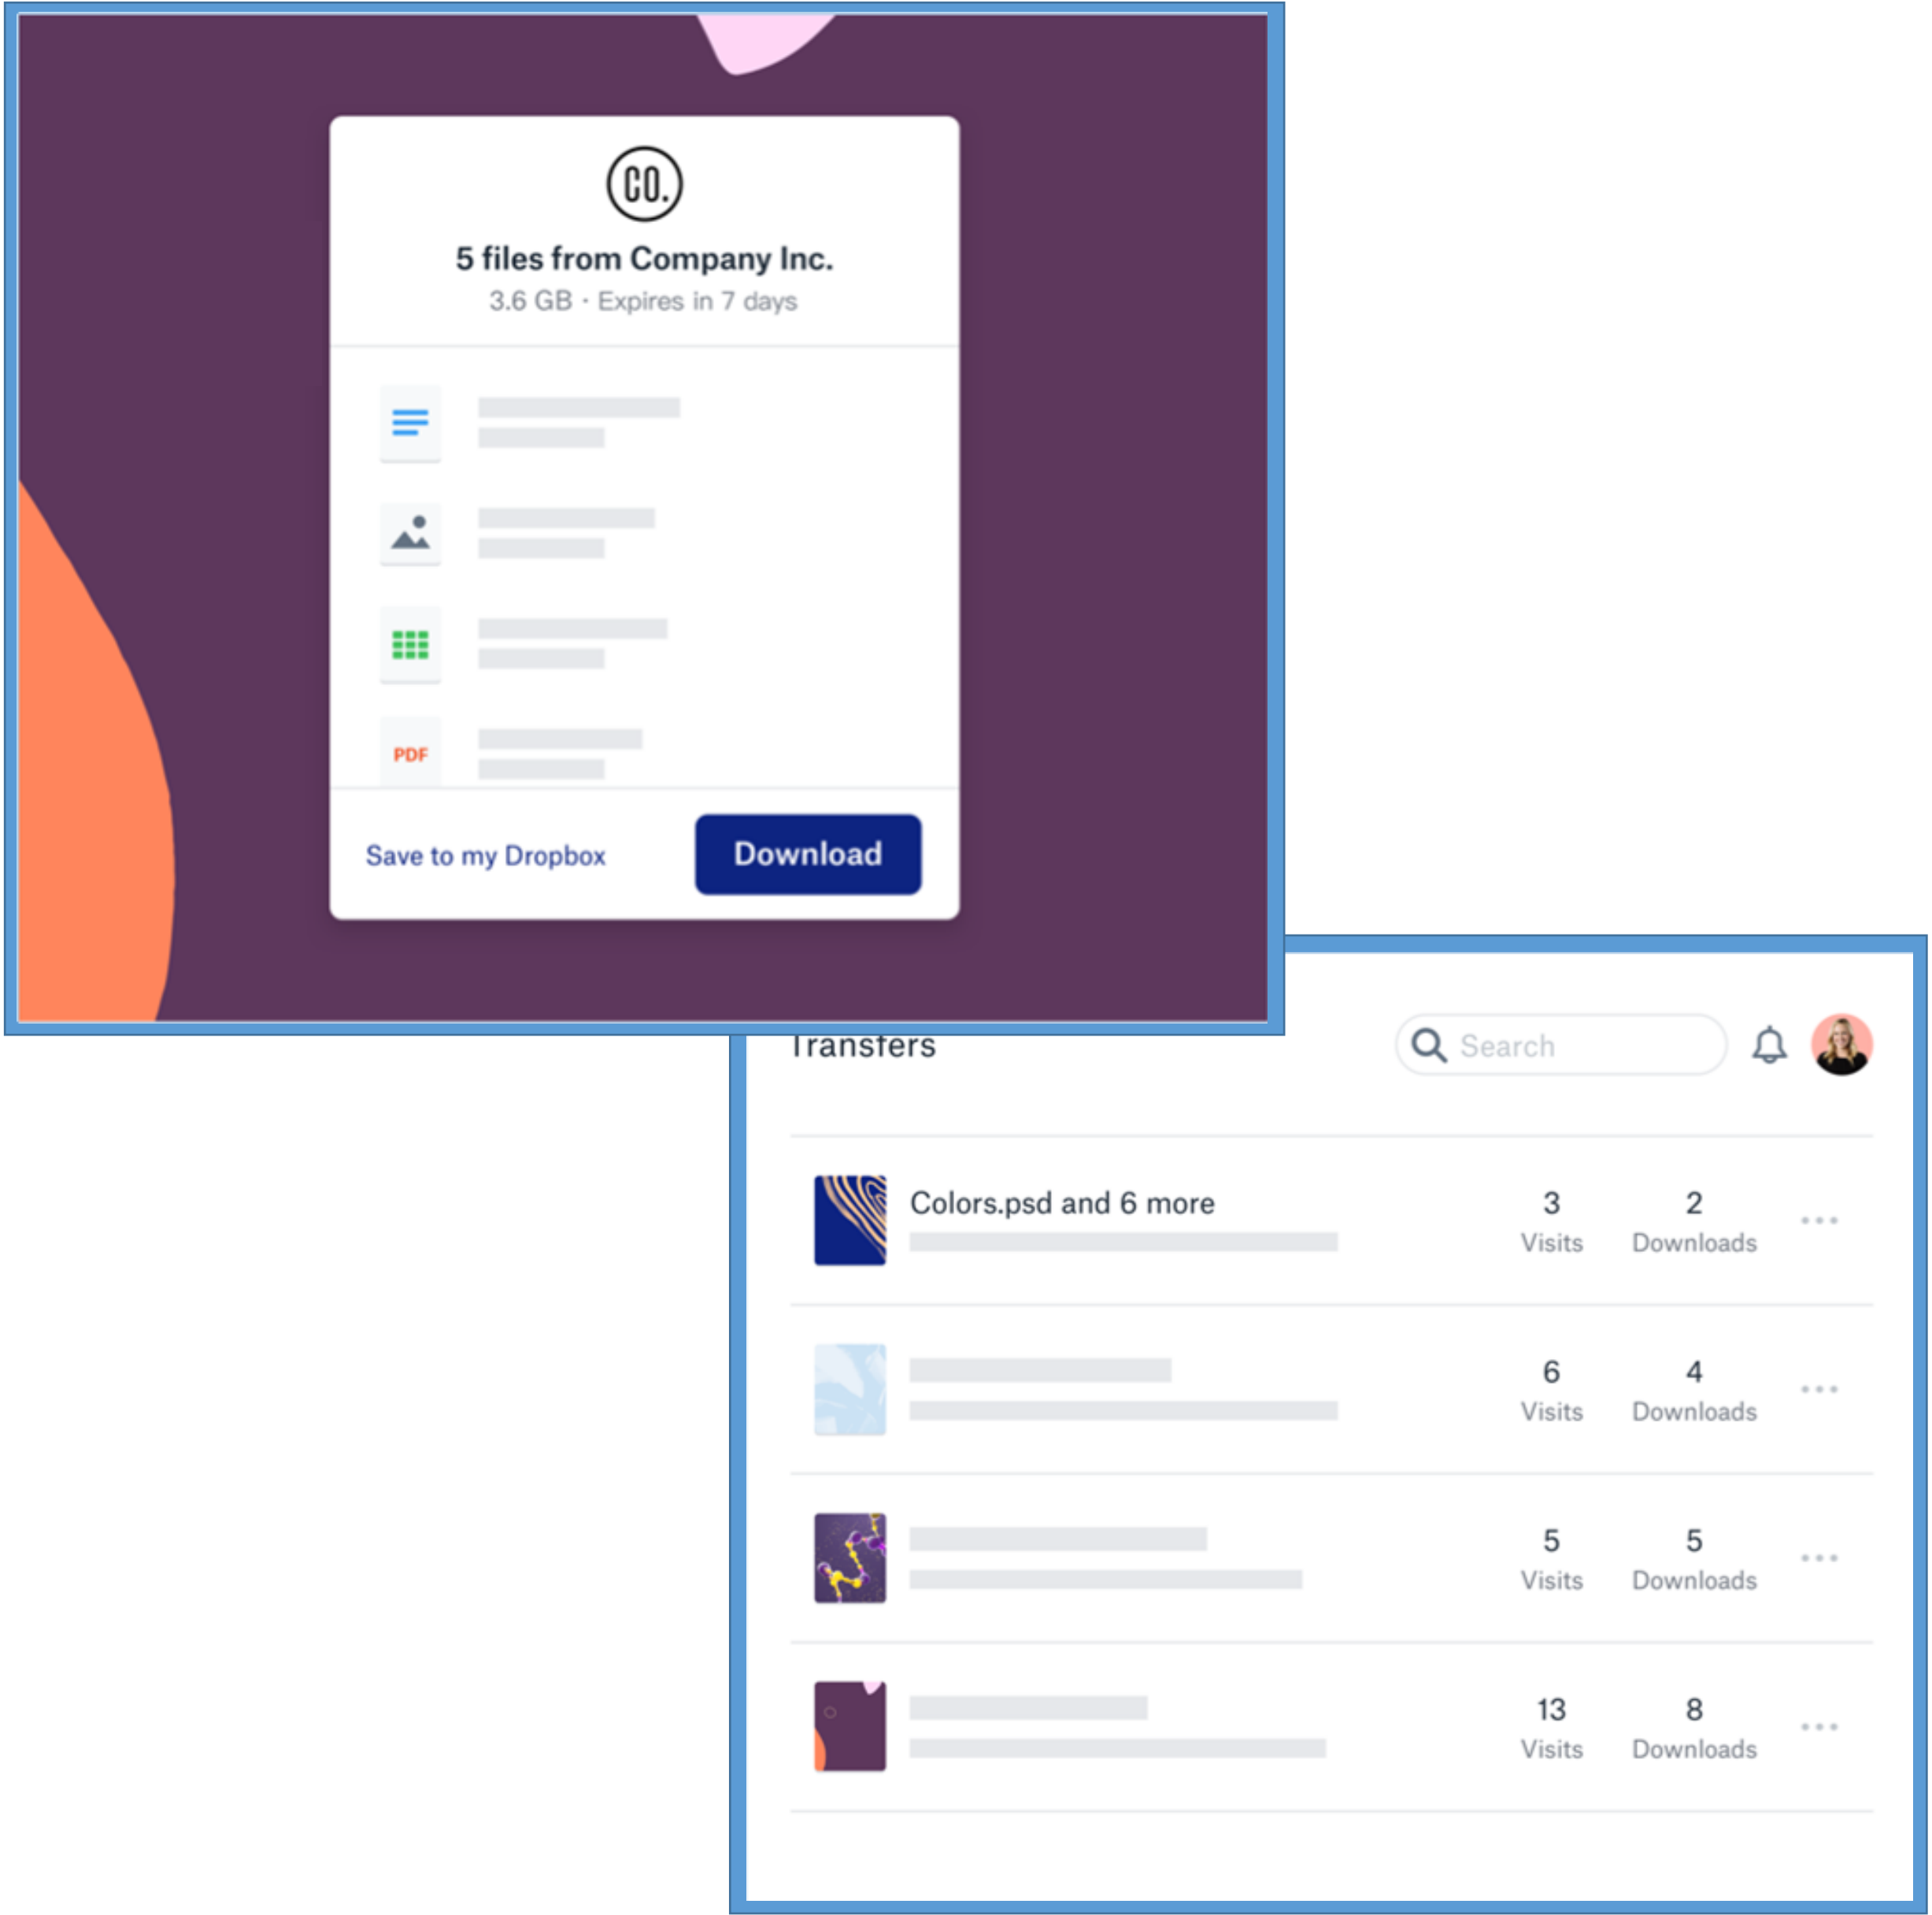 CO.
5 files from Company Inc.
3.6 GB · Expires in 7 days
PDF
Save to my Dropbox
Download
Transfers
Search
Colors.psd and 6 more
3
2
Visits
Downloads
6
4
Visits
Downloads
5
5
Visits
Downloads
13
8
Visits
Downloads